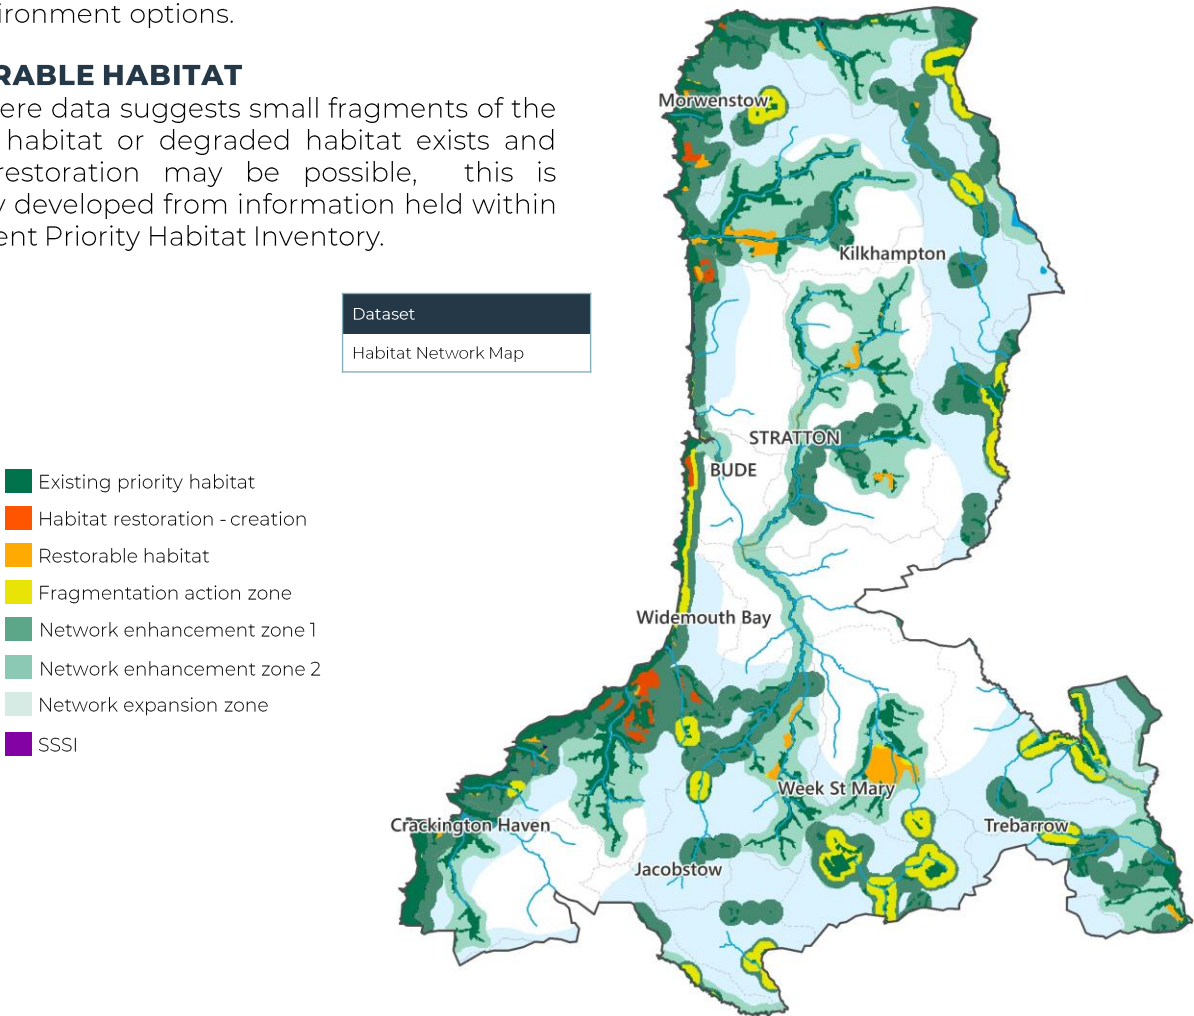 ironment options.
RABLE HABITAT
ere data suggests small fragments of the
habitat or degraded habitat exists and
restoration may be possible, this is
y developed from information held within
ent Priority Habitat Inventory.
Dataset
Habitat Network Map
Existing priority habitat
Habitat restoration - creation
Restorable habitat
Fragmentation action zone
Network enhancement zone 1
Network enhancement zone 2
Network expansion zone
SSSI
Morwenstow
Kilkhampton
STRATTON
BUDE
Widemouth Bay
Week St Mary
Crackington Haven
Trebarrow
Jacobstow